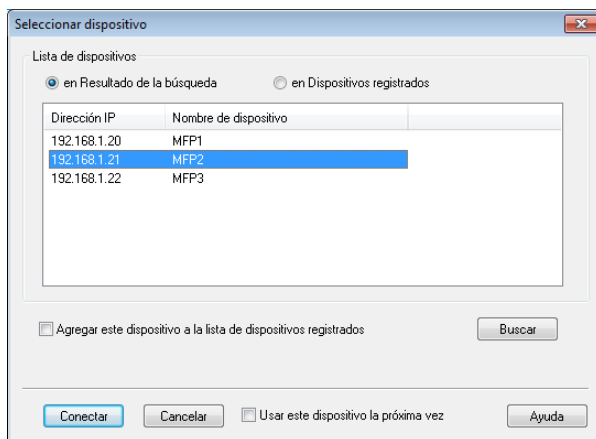 Seleccionar dispositivo
Lista de dispositivos
en Resultado de la búsqueda en Dispositivos registrados
Dirección IP Nombre de dispositivo
192.168.1.20 MFP1
192.168.1.21 MFP2
192.168.1.22 MFP3
Agregar este dispositivo a la lista de dispositivos registrados Buscar
Conectar Cancelar Usar este dispositivo la próxima vez Ayuda